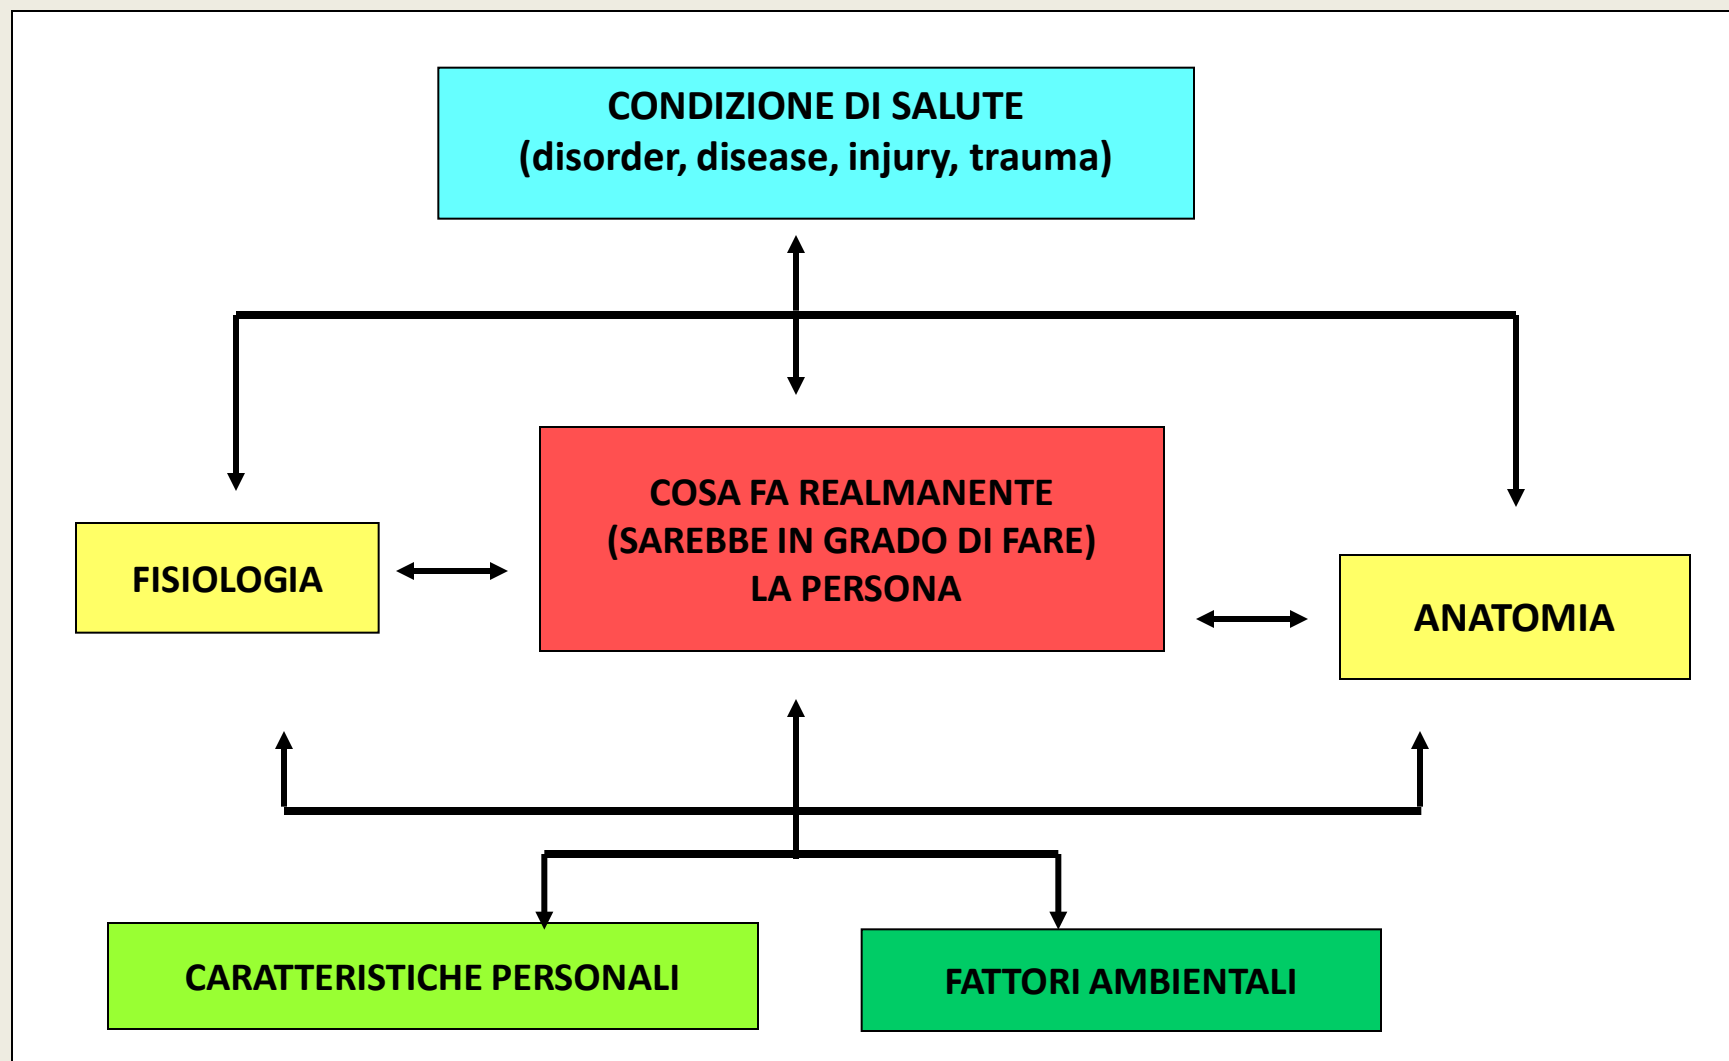 CONDIZIONE DI SALUTE
(disorder, disease, injury, trauma)
COSA FA REALMANENTE
(SAREBBE IN GRADO DI FARE)
LA PERSONA
FISIOLOGIA
ANATOMIA
CARATTERISTICHE PERSONALI
FATTORI AMBIENTALI